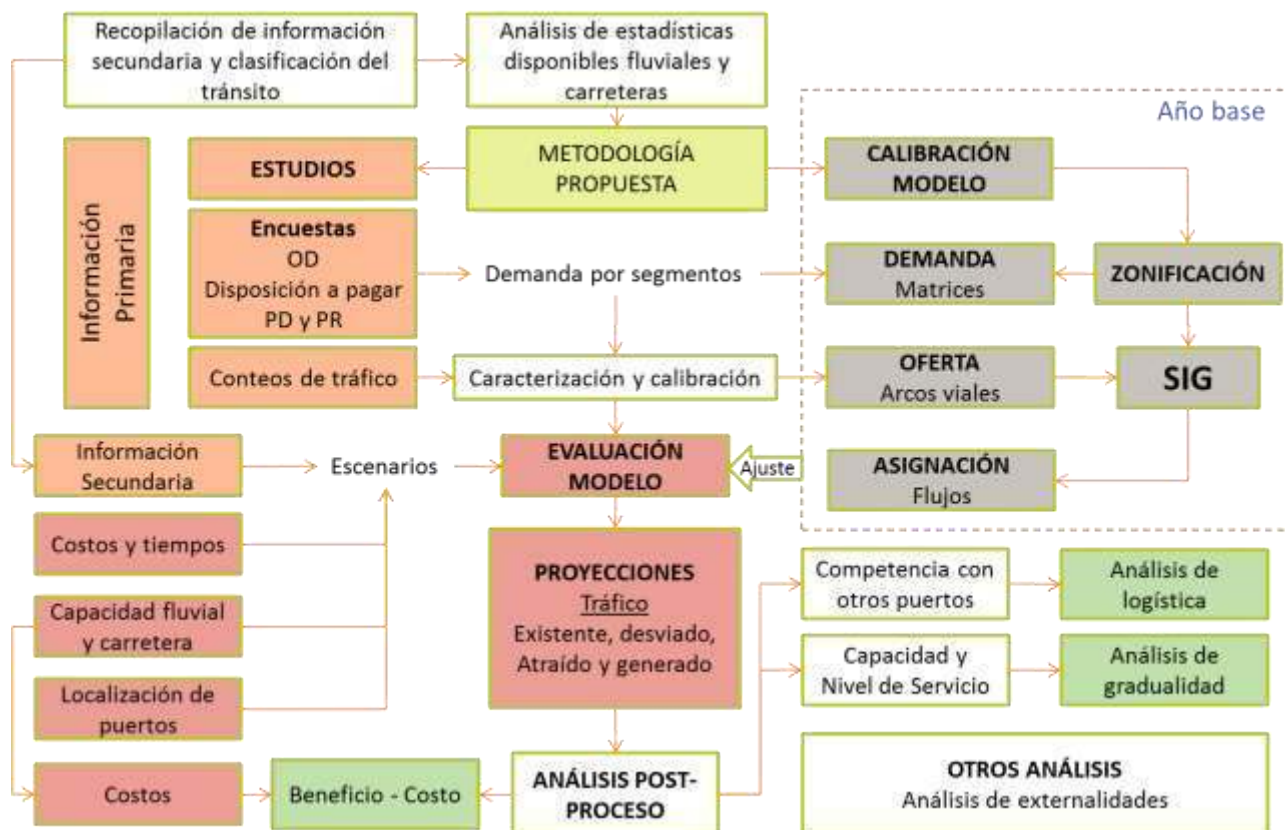 Recopilación de información
secundaria y clasificación del
tránsito
Análisis de estadísticas
disponibles fluviales y
carreteras
Año base
Información
Primaria
ESTUDIOS
METODOLOGÍA
PROPUESTA
CALIBRACIÓN
MODELO
Encuestas
OD
Disposición a pagar
PD y PR
Demanda por segmentos
DEMANDA
Matrices
ZONIFICACIÓN
Conteos de tráfico
Caracterización y calibración
OFERTA
Arcos viales
SIG
Información
Secundaria
Escenarios
EVALUACIÓN
MODELO
Ajuste
ASIGNACIÓN
Flujos
Costos y tiempos
Capacidad fluvial
y carretera
Localización de
puertos
PROYECCIONES
Tráfico
Existente, desviado,
Atraído y generado
Competencia con
otros puertos
Análisis de
logística
Capacidad y
Nivel de Servicio
Análisis de
gradualidad
Costos
Beneficio - Costo
ANÁLISIS POST-
PROCESO
OTROS ANÁLISIS
Análisis de externalidades